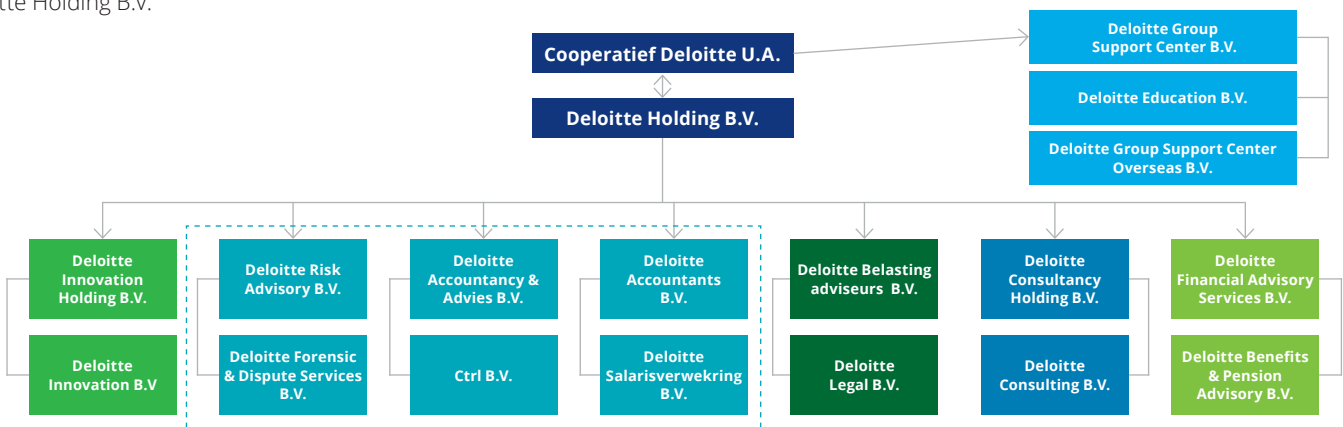 tte Holding B.V.
Cooperatief Deloitte U.A.
Deloitte Holding B.V.
Deloitte Group
Support Center B.V.
Deloitte Education B.V.
Deloitte Group Support Center
Overseas B.V.
Deloitte
Innovation
Holding B.V.
Deloitte Risk
Advisory B.V.
Deloitte
Accountancy &
Advies B.V.
Deloitte
Accountants
B.V.
Deloitte Belasting
adviseurs B.V.
Deloitte
Consultancy
Holding B.V.
Deloitte
Financial Advisory
Services B.V.
Deloitte
Innovation B.V
Deloitte Forensic
& Dispute Services
B.V.
Ctrl B.V.
Deloitte
Salarisverwekring
B.V.
Deloitte
Legal B.V.
Deloitte
Consulting B.V.
Deloitte Benefits
& Pension
Advisory B.V.